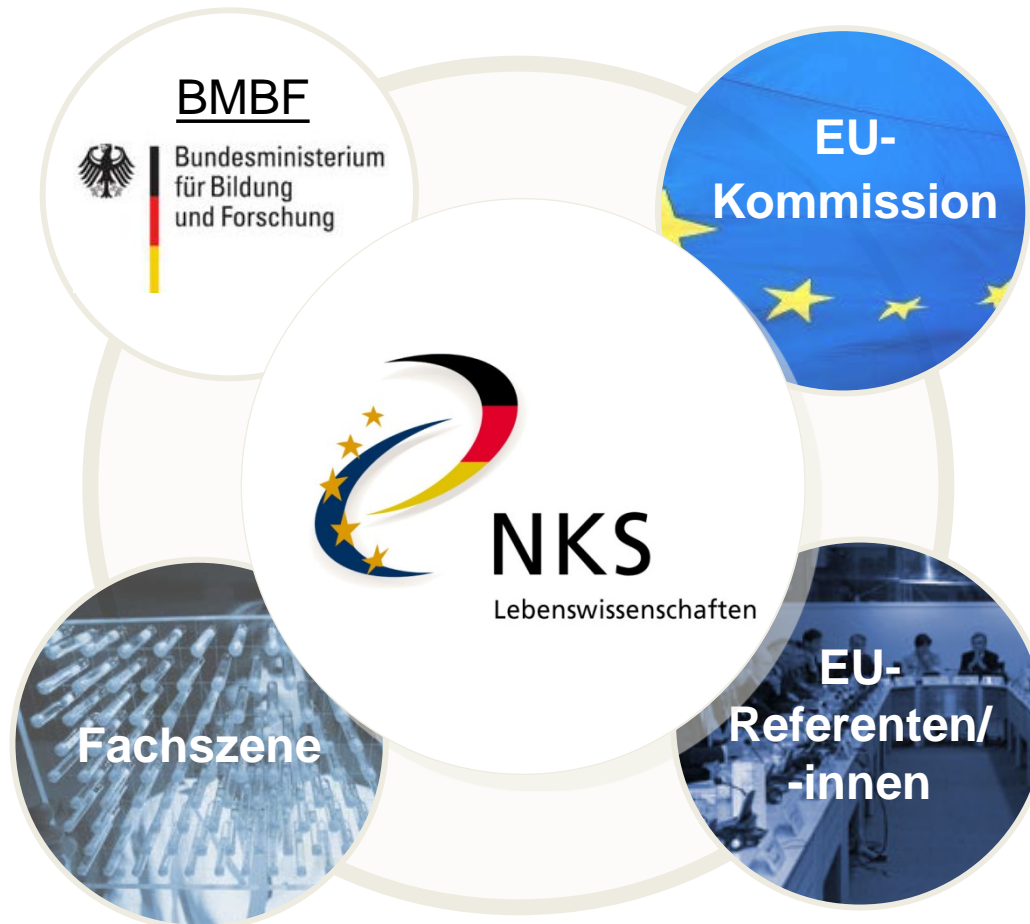 BMBF
Bundesministerium
für Bildung
und Forschung
EU-
Kommission
NKS
Lebenswissenschaften
Fachszene
EU-
Referenten/
-innen